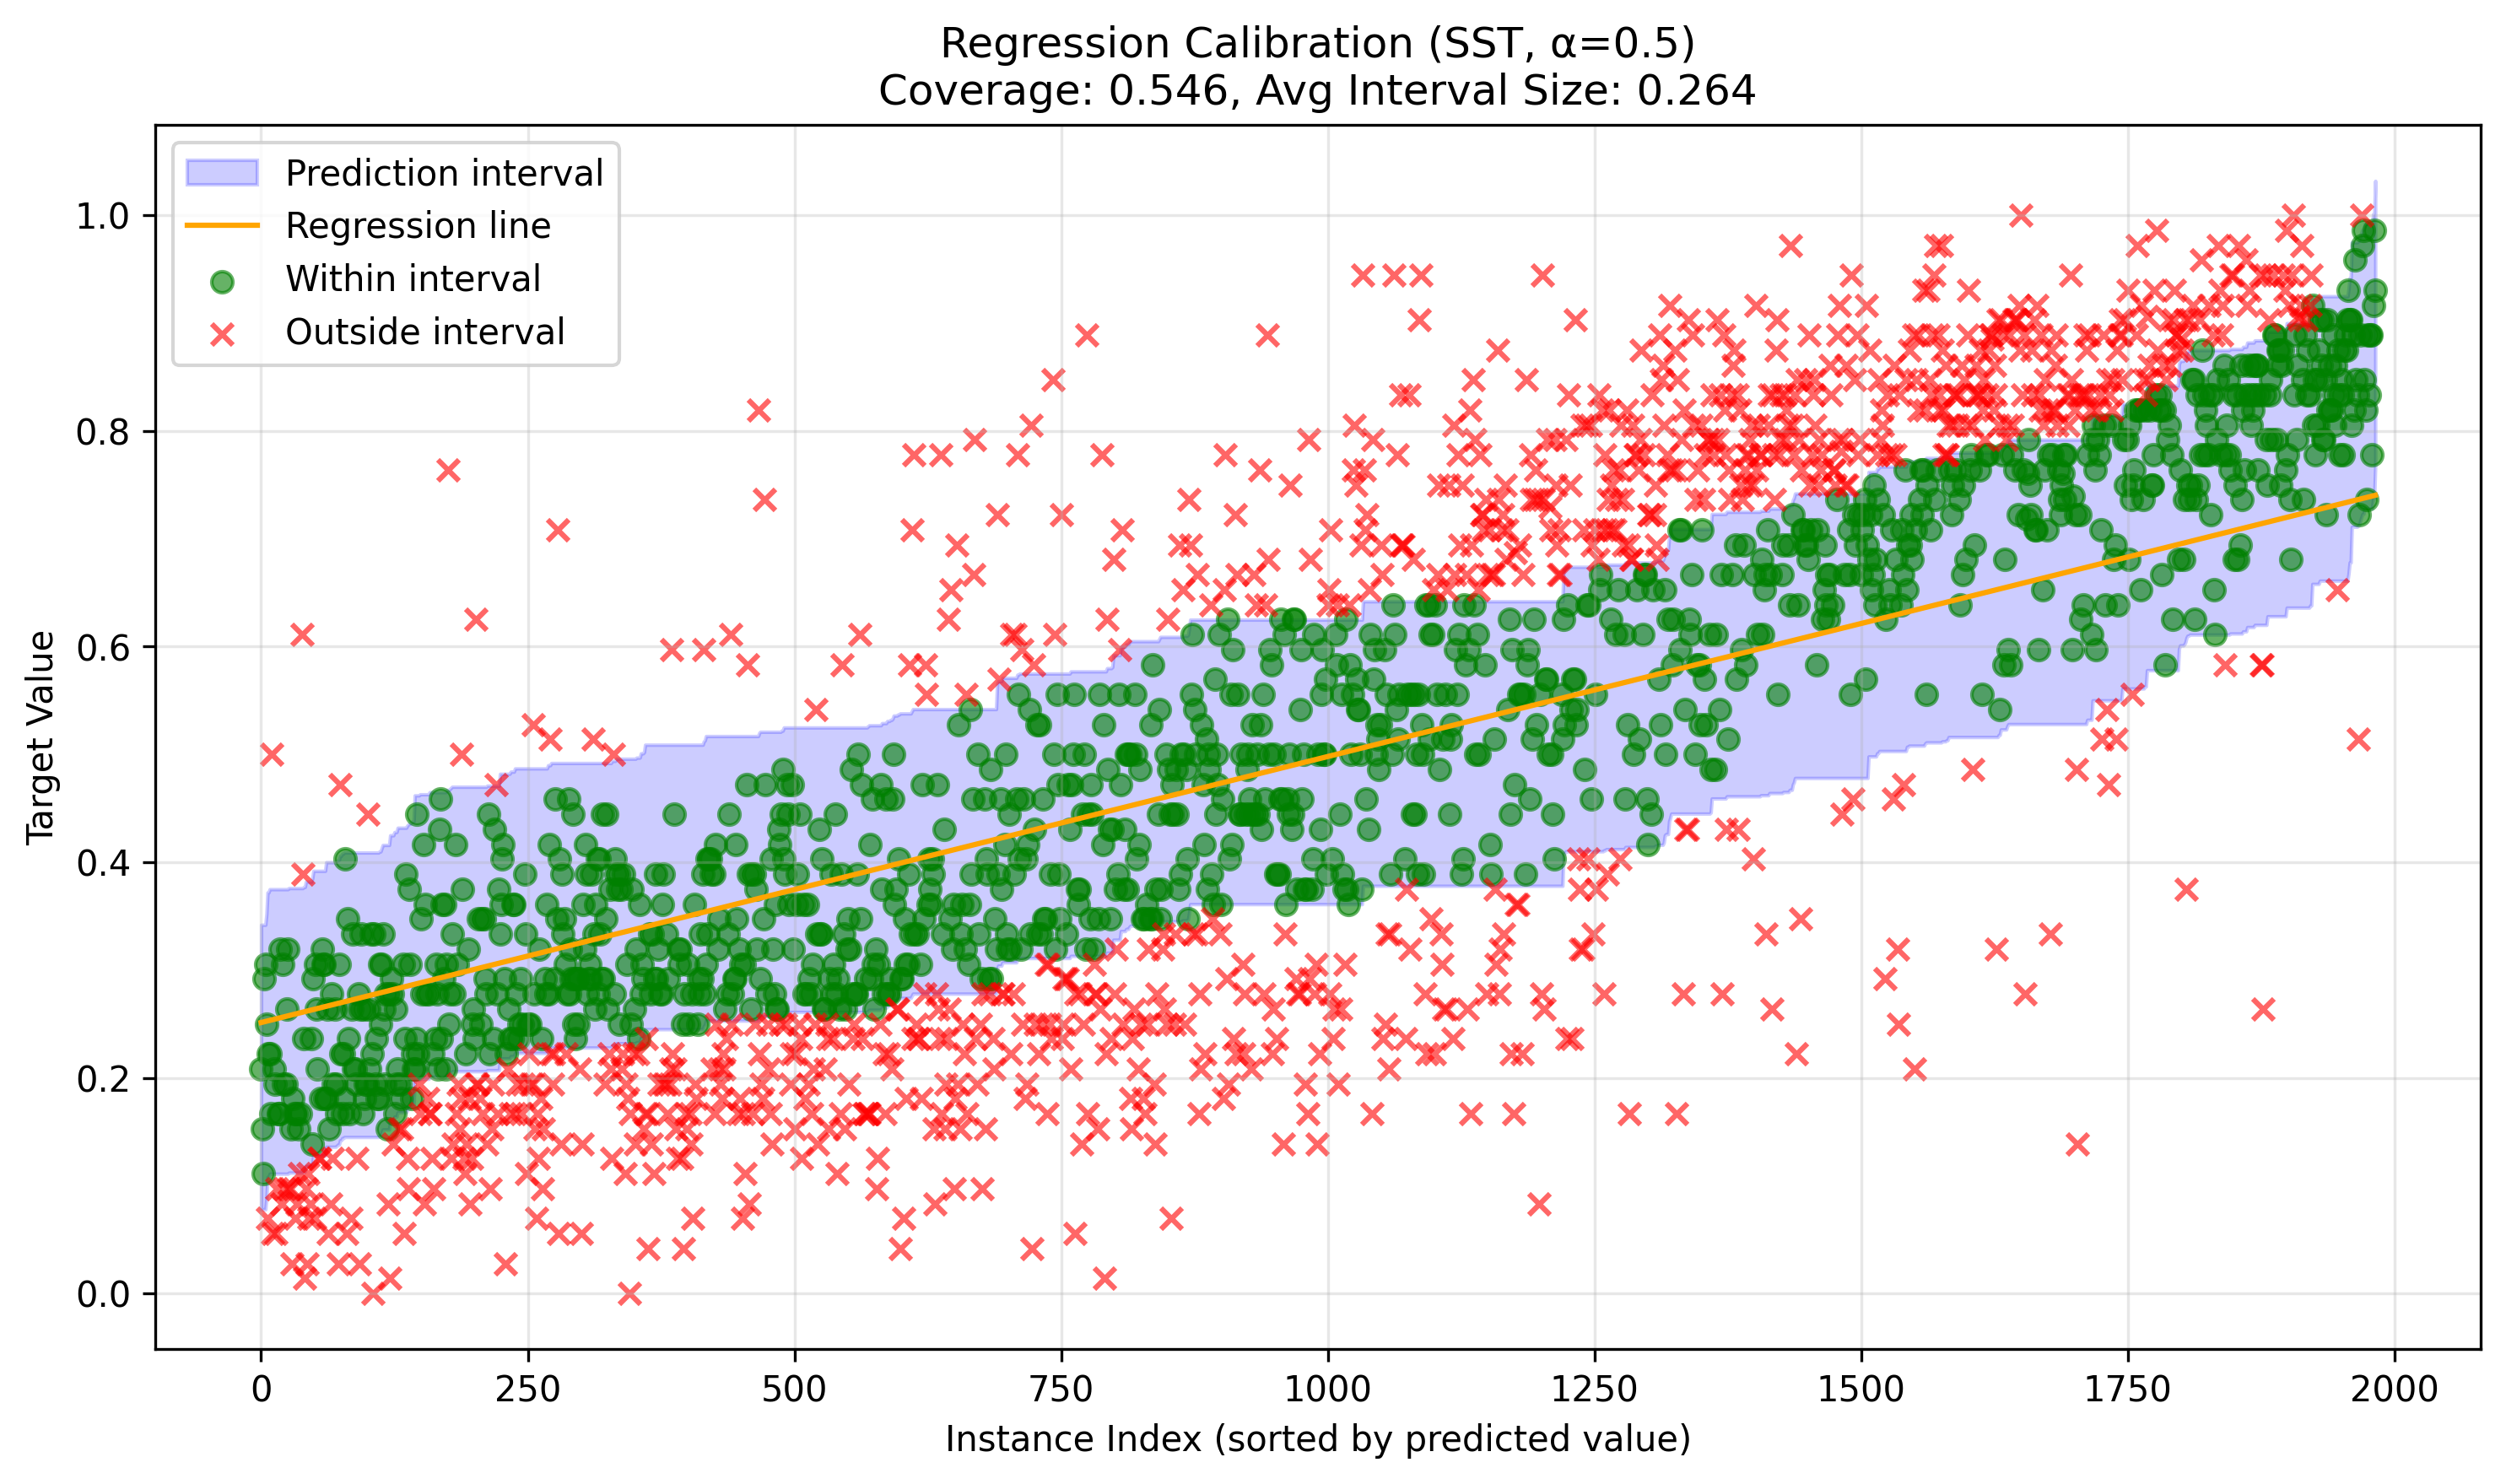 Regression Calibration (SST, α=0.5)
Coverage: 0.546, Avg Interval Size: 0.264
Prediction interval
Regression line
Within interval
Outside interval
1.0
0.8
0.6
0.4
0.2
0.0
Target Value
0 250 500 750 1000 1250 1500 1750 2000
Instance Index (sorted by predicted value)